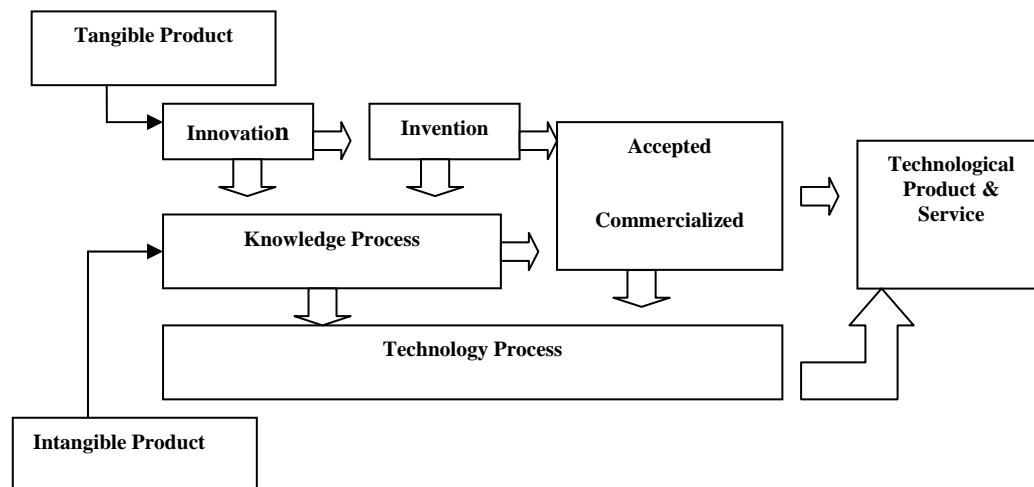 Tangible Product
Innovation
Invention
Accepted
Commercialized
Technological
Product &
Service
Knowledge Process
Technology Process
Intangible Product